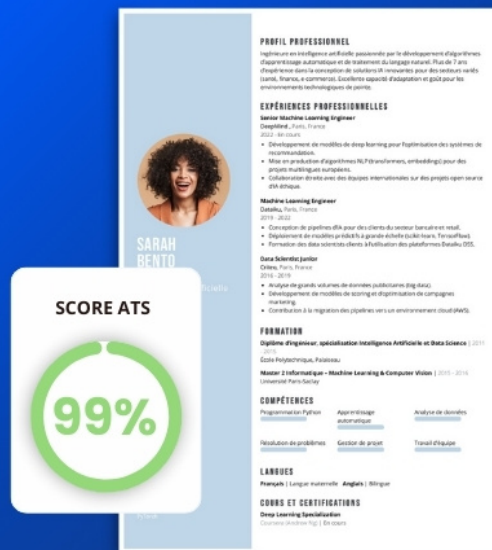 PROFIL PROFESSIONNEL
Ingénieure en intelligence artificielle passionnée par le développement d'algorithmes
d'apprentissage automatique et de traitement du langage naturel. Plus de 7 ans
d'expérience dans la conception de solutions IA innovantes pour des secteurs variés
(santé, finance, e-commerce). Excellente capacité d'adaptation et goût pour les
environnements technologiques de pointe.
EXPÉRIENCES PROFESSIONNELLES
Senior Machine Learning Engineer
DeepMind, Paris, France
2022 - En cours
• Développement de modèles de deep learning pour l'optimisation des systèmes de
recommandation.
• Mise en production d'algorithmes NLP (transformers, embeddings) pour des
projets multilingues européens.
• Collaboration étroite avec des équipes internationales sur des projets open source
d'IA éthique.
Machine Learning Engineer
Dataiku, Paris, France
2019 - 2022
• Conception de pipelines d'IA pour des clients du secteur bancaire et retail.
• Déploiement de modèles prédictifs à grande échelle (scikit-learn, TensorFlow).
• Formation des data scientists clients à l'utilisation des plateformes Dataiku DSS.
Data Scientist Junior
Criteo, Paris, France
2016 - 2019
• Analyse de grands volumes de données publicitaires (big data).
• Développement de modèles de scoring et d'optimisation de campagnes
marketing.
• Contribution à la migration des pipelines vers un environnement cloud (AWS).
FORMATION
Diplôme d'ingénieur, spécialisation Intelligence Artificielle et Data Science | 2011
- 2015
École Polytechnique, Palaiseau
Master 2 Informatique – Machine Learning & Computer Vision | 2015 - 2016
Université Paris-Saclay
COMPÉTENCES
Programmation Python Apprentissage automatique Analyse de données
Résolution de problèmes Gestion de projet Travail d'équipe
LANGUES
Français | Langue maternelle Anglais | Bilingue
COURS ET CERTIFICATIONS
Deep Learning Specialization
Coursera (Andrew Ng) | En cours
SARAH
BENTO
SCORE ATS
99%